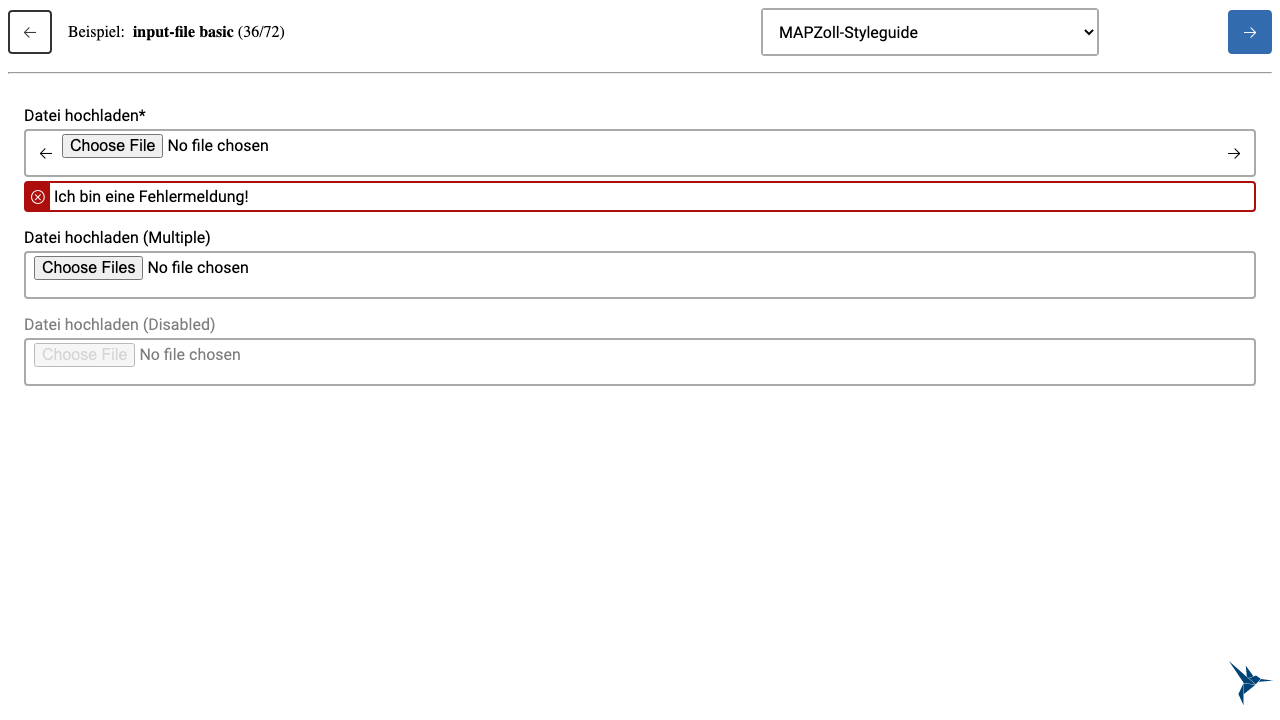 Beispiel: input-file basic (36/72)
MAPZoll-Styleguide
Datei hochladen*
Choose File No file chosen
Ich bin eine Fehlermeldung!
Datei hochladen (Multiple)
Choose Files No file chosen
Datei hochladen (Disabled)
Choose File No file chosen